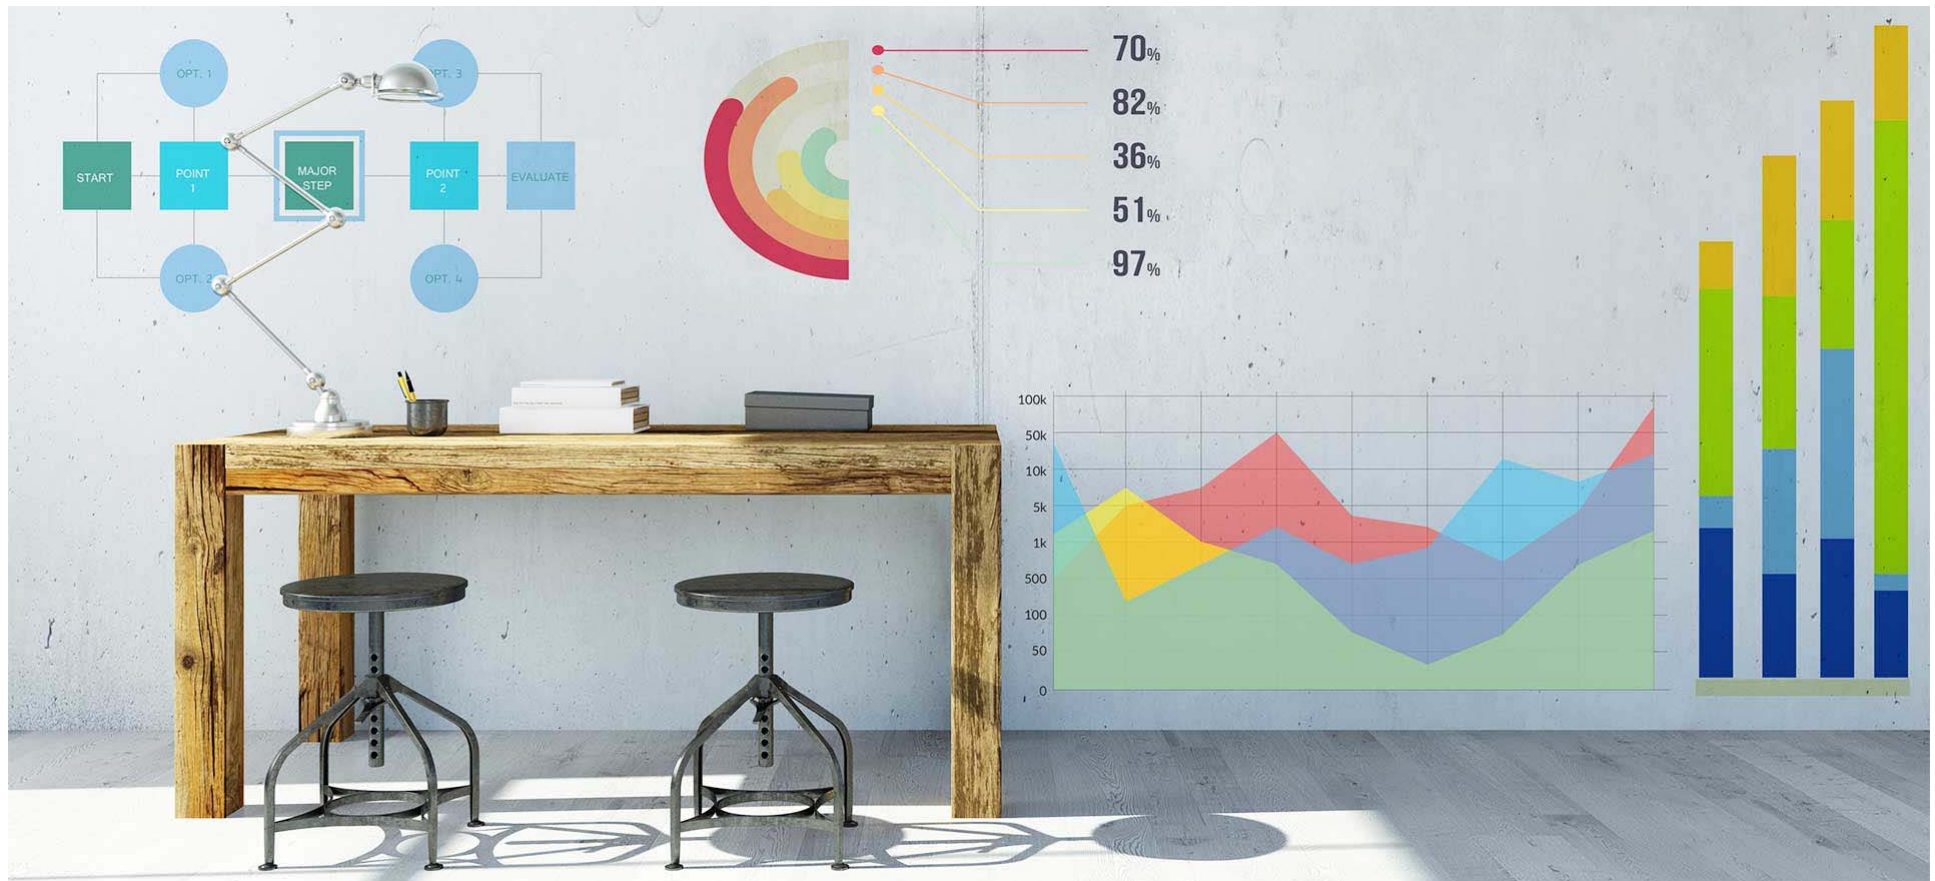 OPT. 1
OPT. 3
START
POINT
1
MAJOR
STEP
POINT
2
EVALUATE
OPT. 2
OPT. 4
70%
82%
36%
51%
97%
100k
50k
10k
5k
1k
500
100
50
0